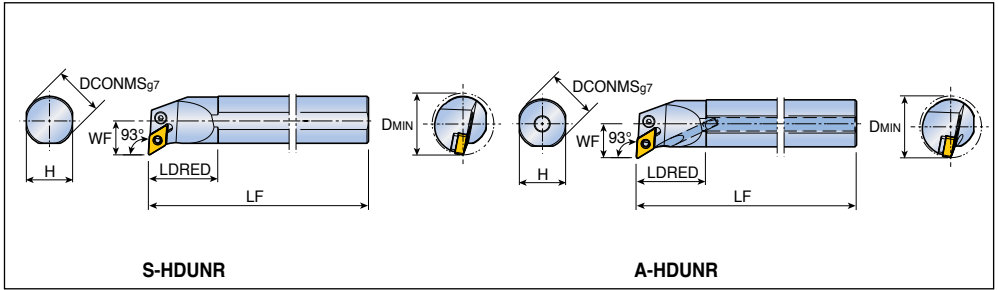 DCONMSg7
WF
93°
H
LDRED
LF
DMIN
S-HDUNR
DCONMSg7
WF
93°
H
LDRED
LF
DMIN
A-HDUNR